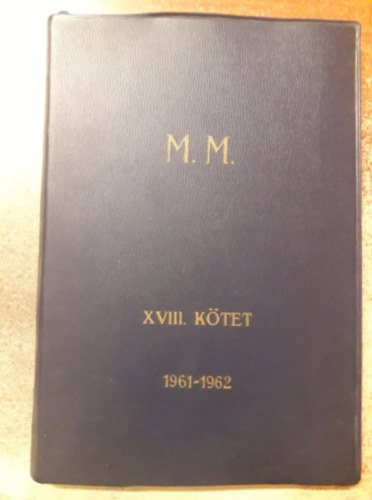 M. M.
XVIII. KÖTET
1961-1962